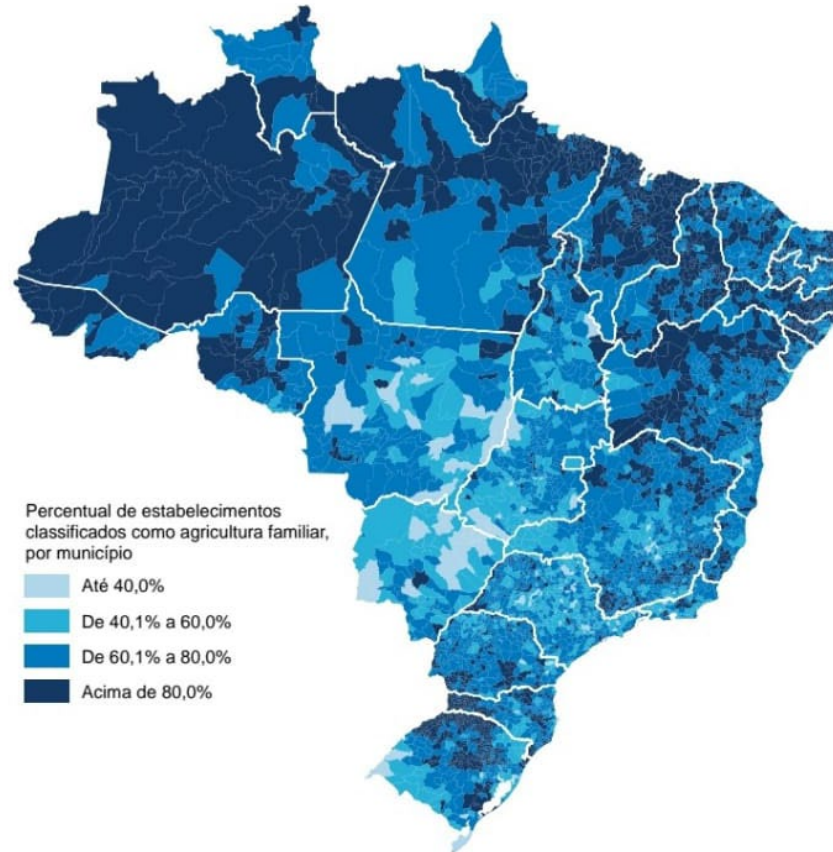 Percentual de estabelecimentos
classificados como agricultura familiar,
por município
Até 40,0%
De 40,1% a 60,0%
De 60,1% a 80,0%
Acima de 80,0%